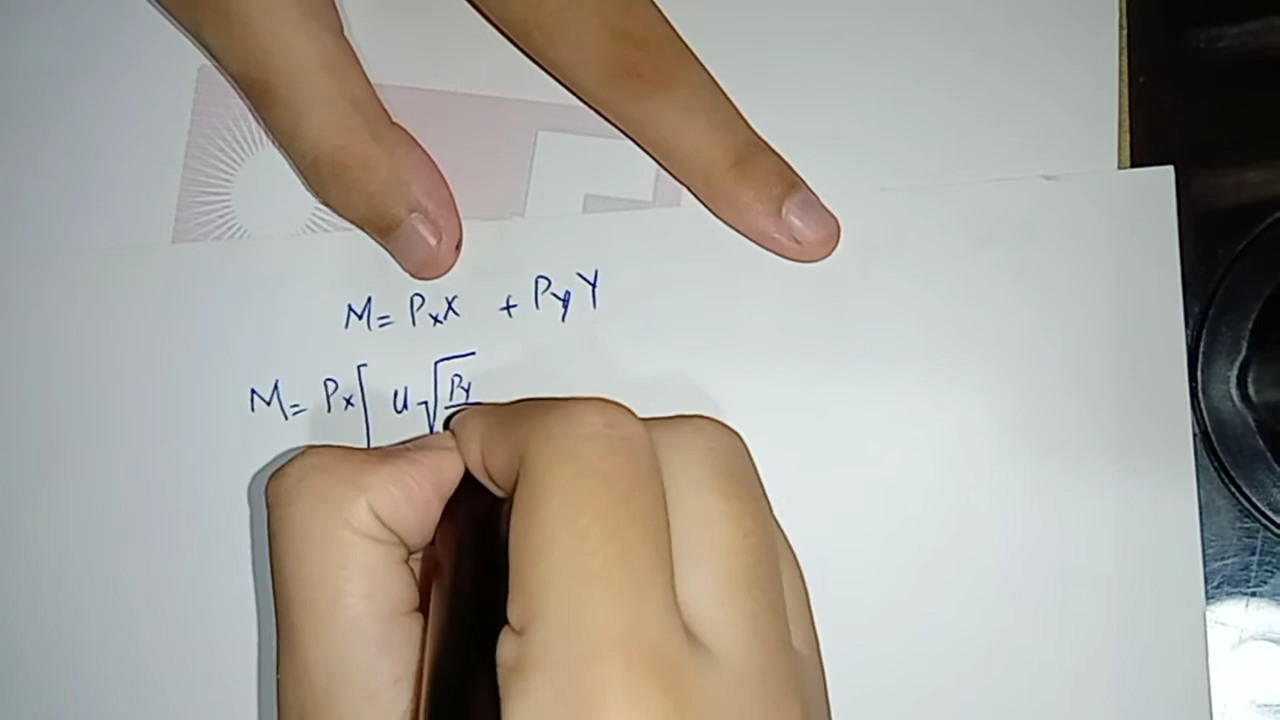 M = PxX + PyY
M = Px[ U √Py